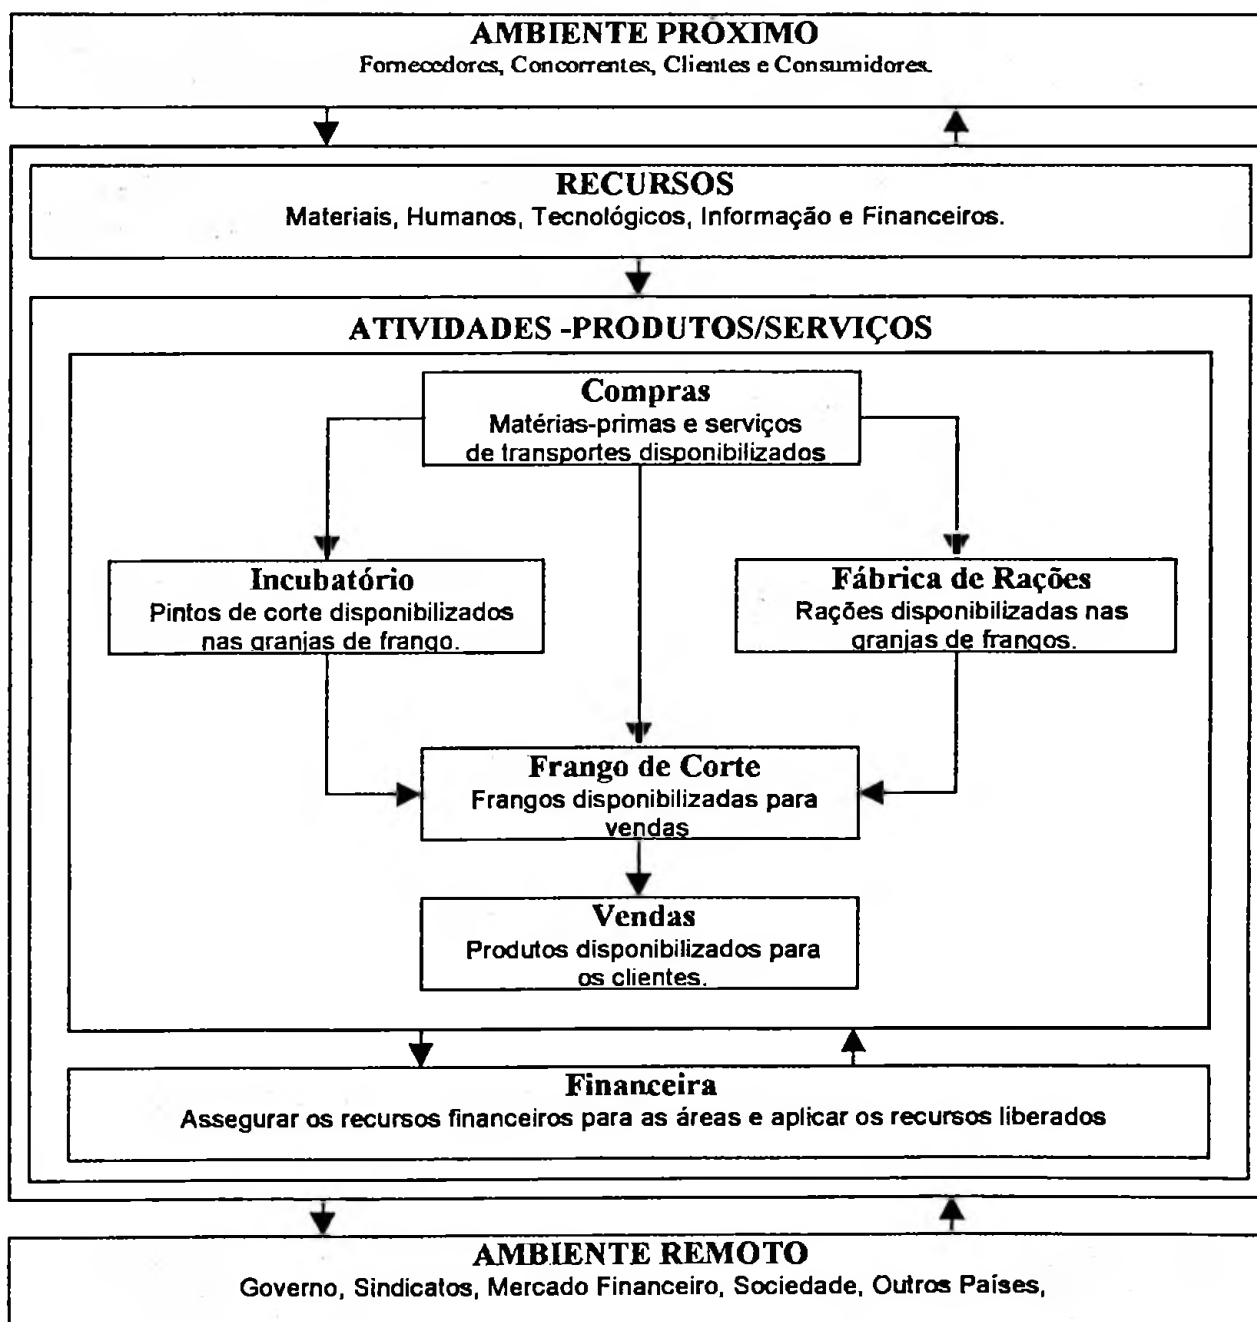 AMBIENTE PRÓXIMO
Fornecedores, Concorrentes, Clientes e Consumidores.
RECURSOS
Materiais, Humanos, Tecnológicos, Informação e Financeiros.
ATIVIDADES -PRODUTOS/SERVIÇOS
Compras
Matérias-primas e serviços
de transportes disponibilizados
Incubatório
Pintos de corte disponibilizados
nas granjas de frango.
Fábrica de Rações
Rações disponibilizadas nas
granjas de frangos.
Frango de Corte
Frangos disponibilizadas para
vendas
Vendas
Produtos disponibilizados para
os clientes.
Financeira
Assegurar os recursos financeiros para as áreas e aplicar os recursos liberados
AMBIENTE REMOTO
Governo, Sindicatos, Mercado Financeiro, Sociedade, Outros Países,